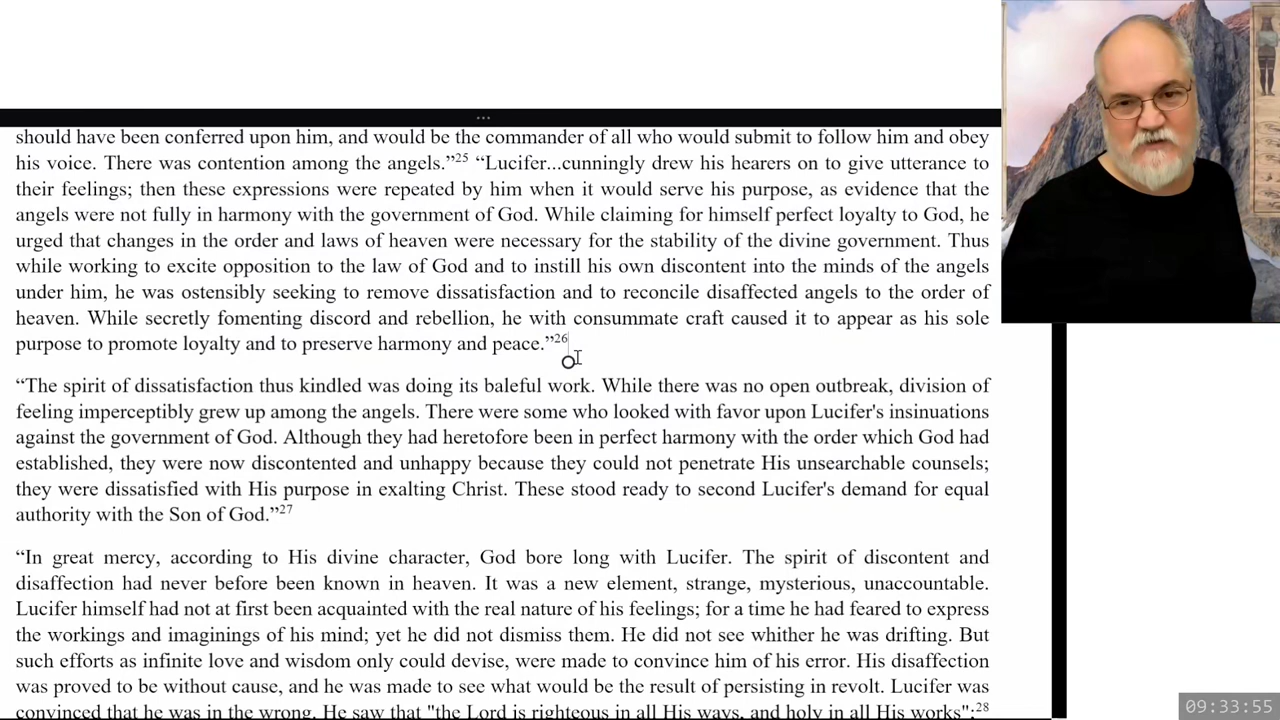 should have been conferred upon him, and would be the commander of all who would submit to follow him and obey
his voice. There was contention among the angels.”25 “Lucifer...cunningly drew his hearers on to give utterance to
their feelings; then these expressions were repeated by him when it would serve his purpose, as evidence that the
angels were not fully in harmony with the government of God. While claiming for himself perfect loyalty to God, he
urged that changes in the order and laws of heaven were necessary for the stability of the divine government. Thus
while working to excite opposition to the law of God and to instill his own discontent into the minds of the angels
under him, he was ostensibly seeking to remove dissatisfaction and to reconcile disaffected angels to the order of
heaven. While secretly fomenting discord and rebellion, he with consummate craft caused it to appear as his sole
purpose to promote loyalty and to preserve harmony and peace.”26
“The spirit of dissatisfaction thus kindled was doing its baleful work. While there was no open outbreak, division of
feeling imperceptibly grew up among the angels. There were some who looked with favor upon Lucifer's insinuations
against the government of God. Although they had heretofore been in perfect harmony with the order which God had
established, they were now discontented and unhappy because they could not penetrate His unsearchable counsels;
they were dissatisfied with His purpose in exalting Christ. These stood ready to second Lucifer's demand for equal
authority with the Son of God.”27
“In great mercy, according to His divine character, God bore long with Lucifer. The spirit of discontent and
disaffection had never before been known in heaven. It was a new element, strange, mysterious, unaccountable.
Lucifer himself had not at first been acquainted with the real nature of his feelings; for a time he had feared to express
the workings and imaginings of his mind; yet he did not dismiss them. He did not see whither he was drifting. But
such efforts as infinite love and wisdom only could devise, were made to convince him of his error. His disaffection
was proved to be without cause, and he was made to see what would be the result of persisting in revolt. Lucifer was
convinced that he was in the wrong. He saw that "the Lord is righteous in all His ways, and holy in all His works";28
09:33:55